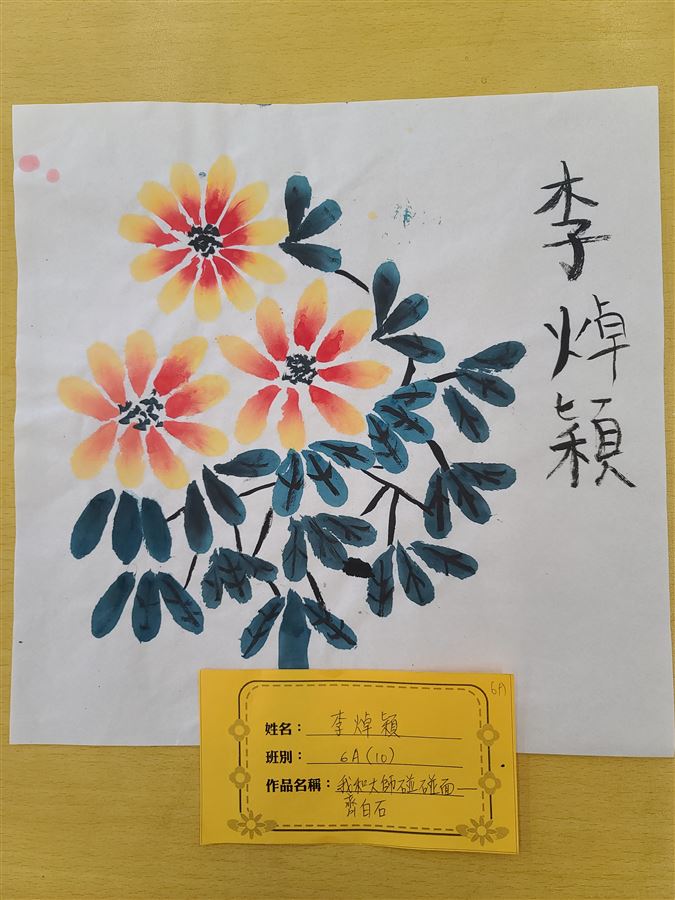 李
焯
穎
6A
姓名：李焯穎
班別：6A(10)
作品名稱：我和大師碰碰面—
齊白石